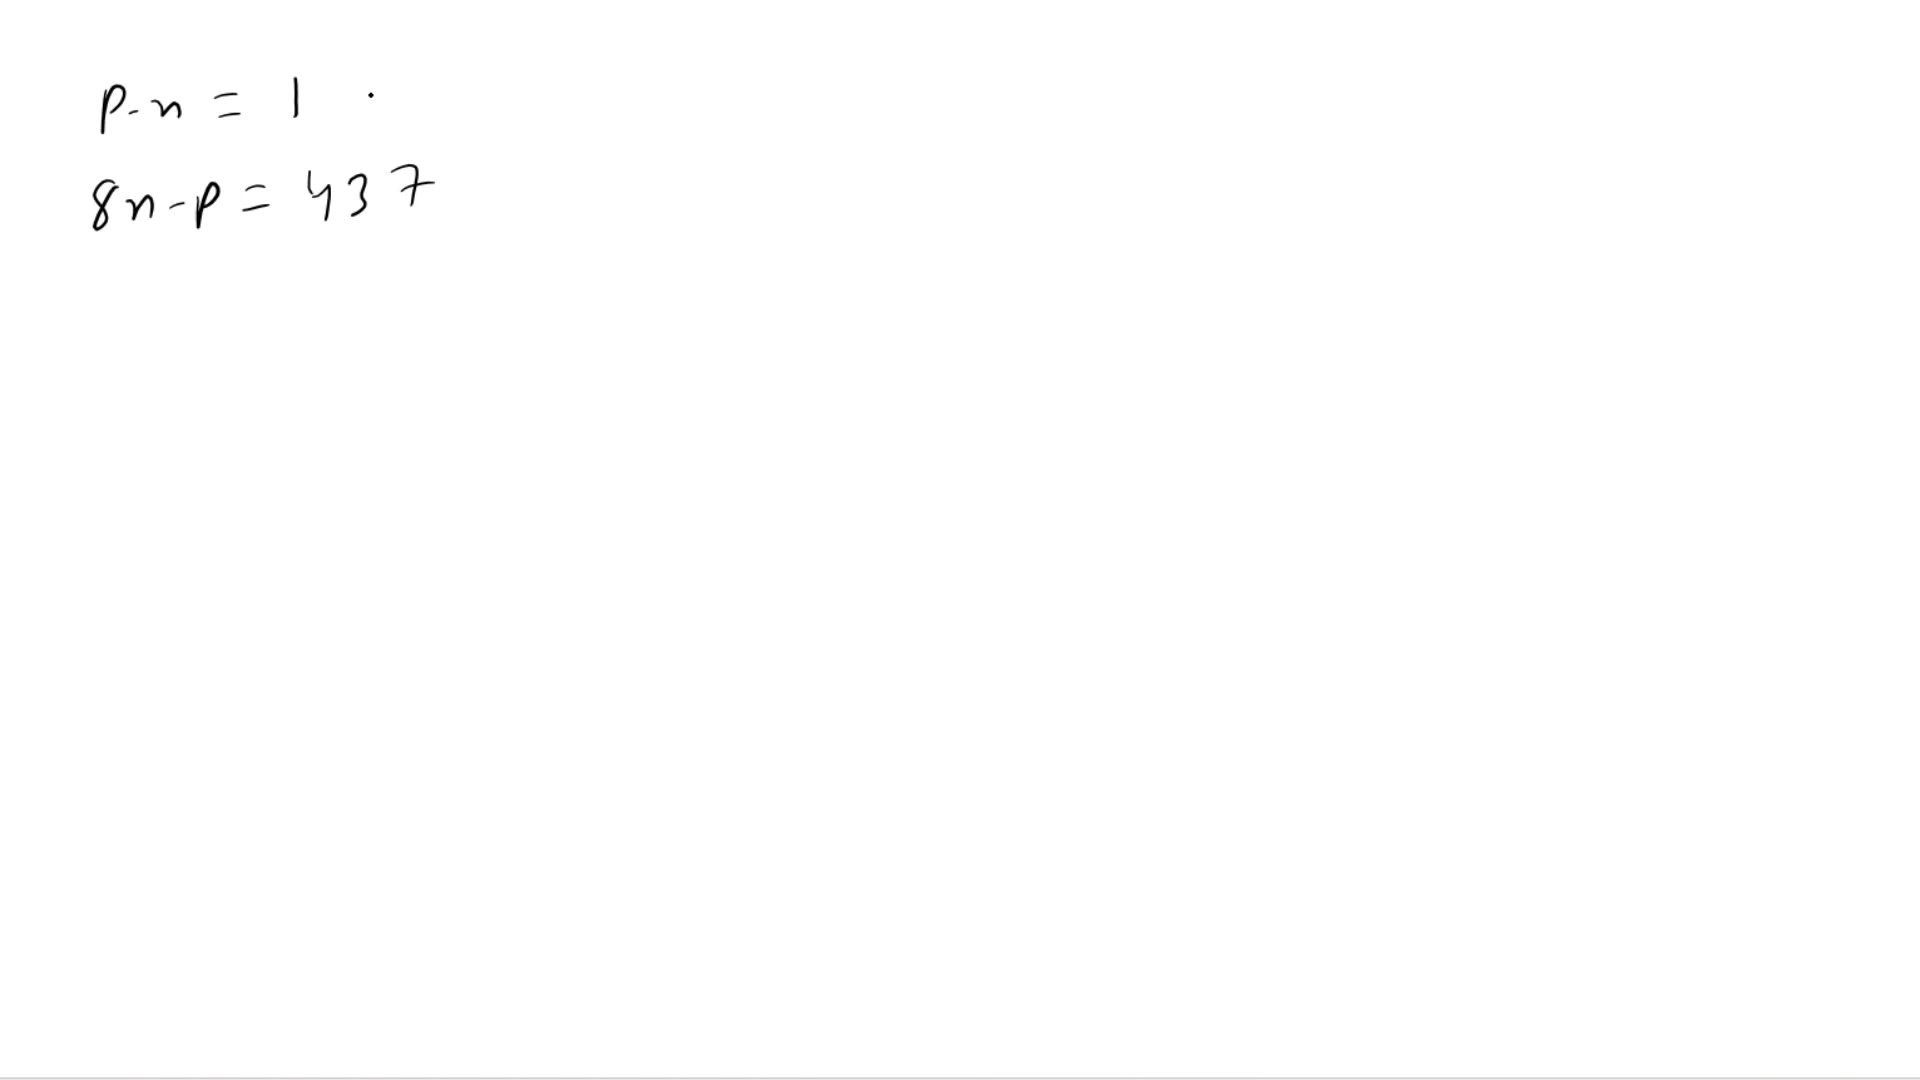 p-n = 1 .
8n-p = 437